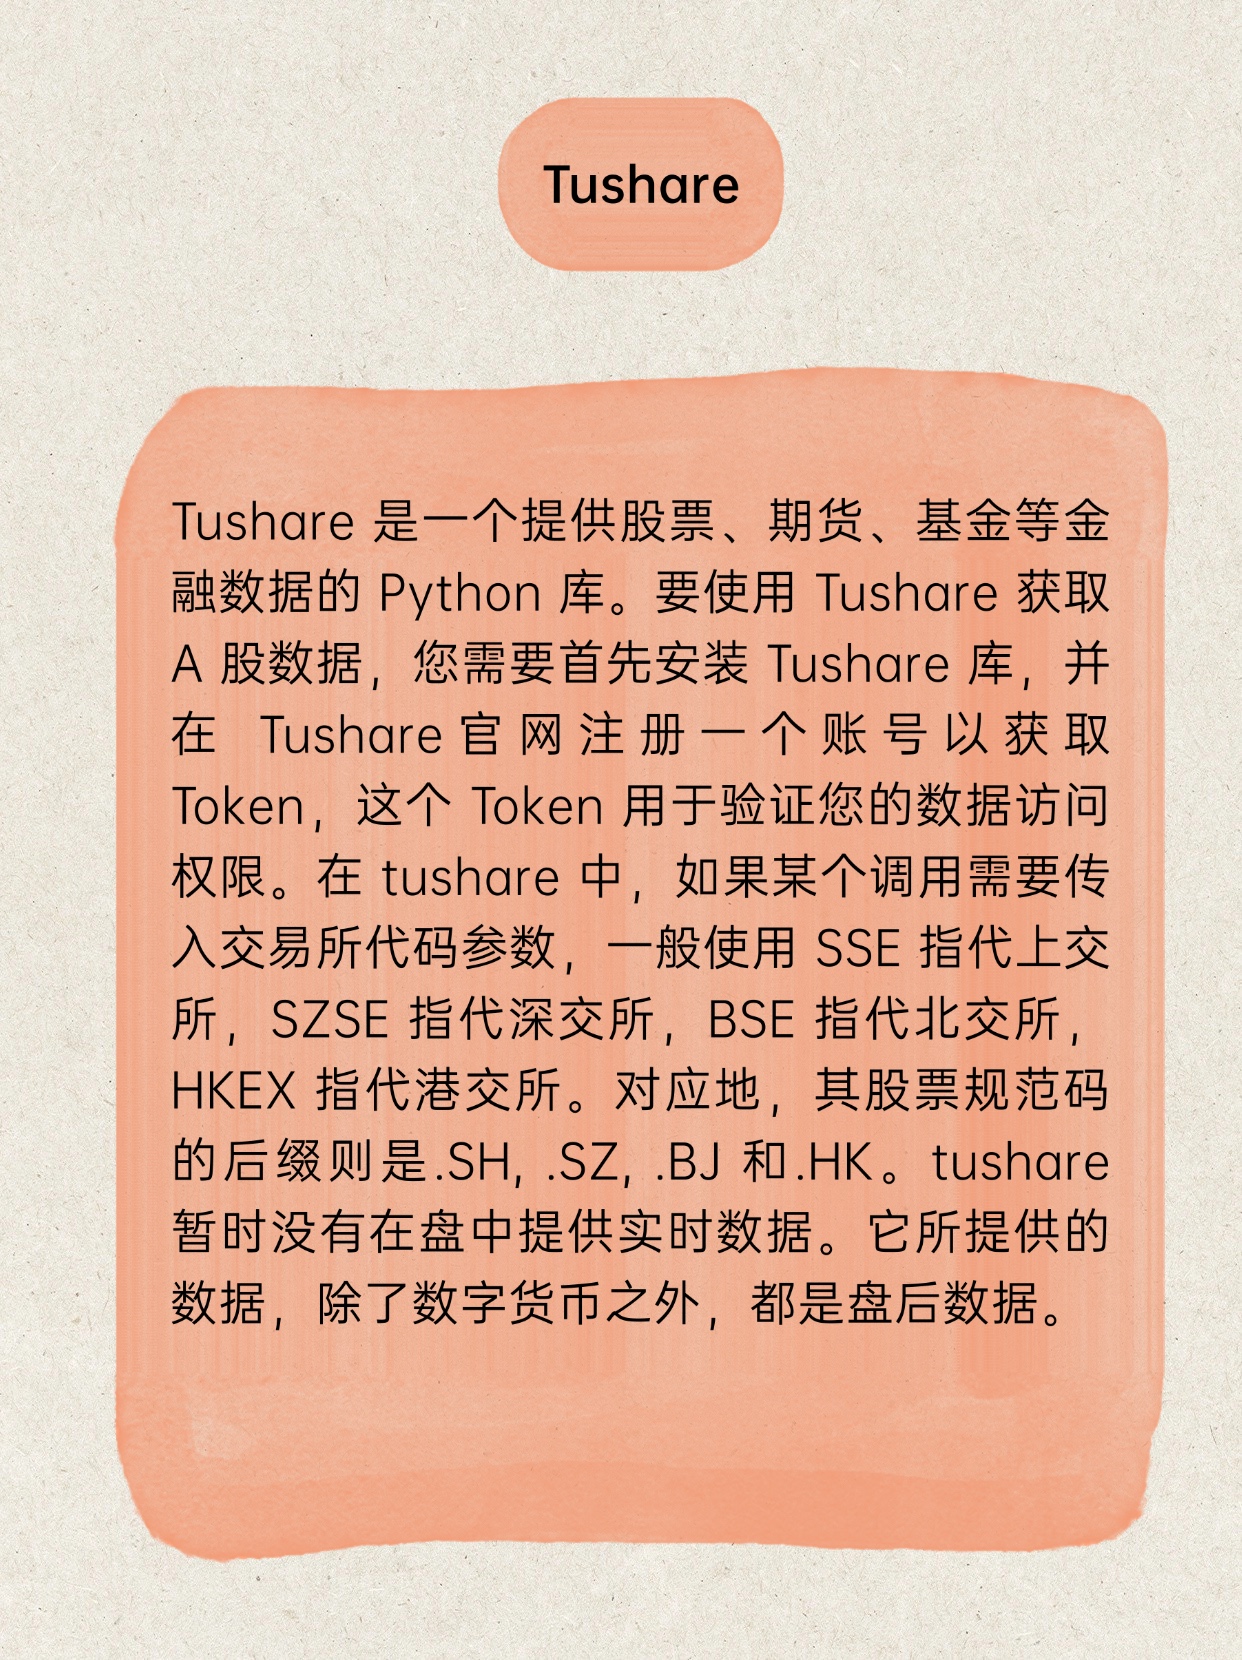 Tushare
Tushare 是一个提供股票、期货、基金等金
融数据的 Python 库。要使用 Tushare 获取
A 股数据，您需要首先安装 Tushare 库，并
在 Tushare官网注册一个账号以获取
Token，这个 Token 用于验证您的数据访问
权限。在 tushare 中，如果某个调用需要传
入交易所代码参数，一般使用 SSE 指代上交
所，SZSE 指代深交所，BSE 指代北交所，
HKEX 指代港交所。对应地，其股票规范码
的后缀则是.SH, .SZ, .BJ 和.HK。tushare
暂时没有在盘中提供实时数据。它所提供的
数据，除了数字货币之外，都是盘后数据。